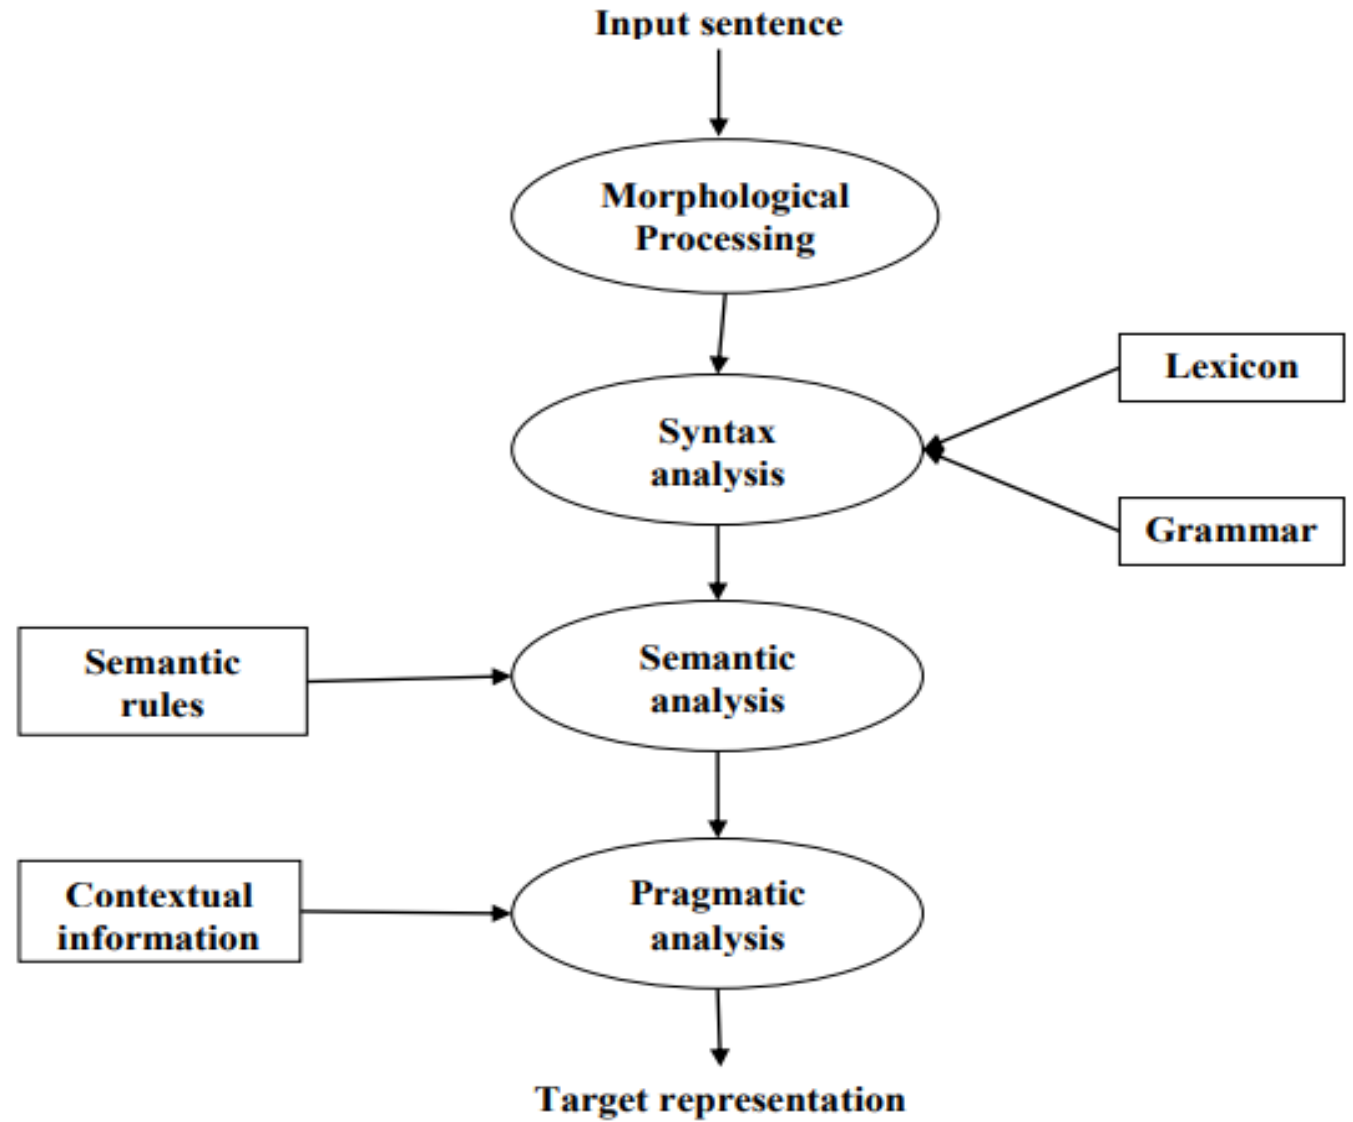 Input sentence
Morphological
Processing
Lexicon
Syntax
analysis
Grammar
Semantic
rules
Semantic
analysis
Contextual
information
Pragmatic
analysis
Target representation